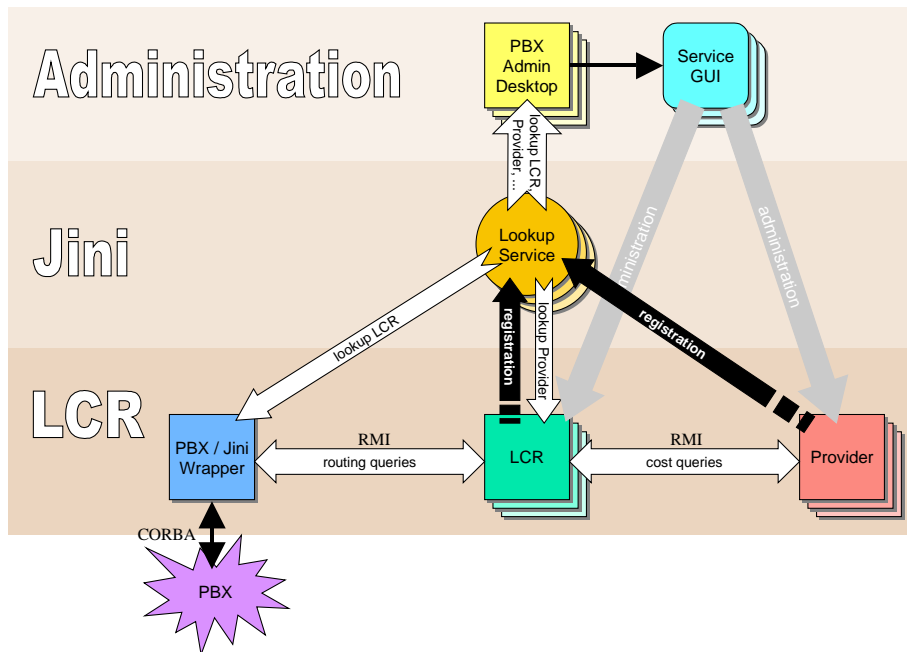 Administration
PBX
Admin
Desktop
Service
GUI
lookup LCR,
Provider, ...
Jini
Lookup
Service
lookup LCR
registration
lookup Provider
ministration
administration
registration
LCR
PBX / Jini
Wrapper
RMI
routing queries
LCR
RMI
cost queries
Provider
CORBA
PBX